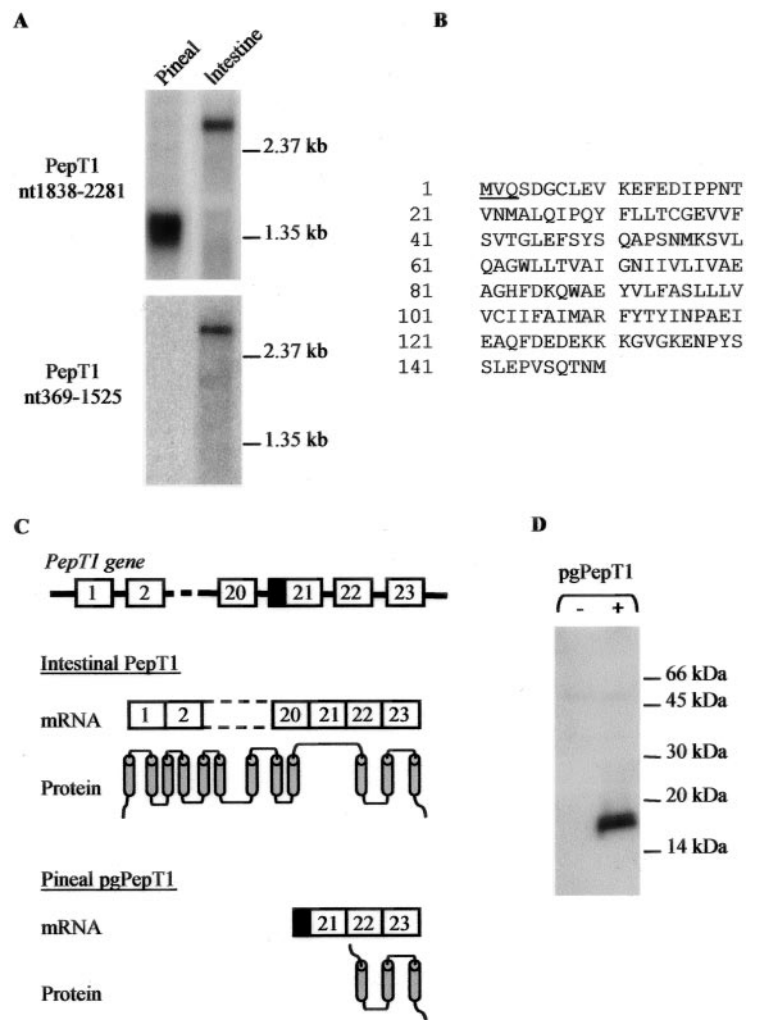 A
Pineal
Intestine
PepT1
nt1838-2281
2.37 kb
1.35 kb
PepT1
nt369-1525
2.37 kb
1.35 kb
B
1 MVQSDGCLEV KEFEDIPPNT
21 VNMALQIPQY FLLTCGEVVF
41 SVTGLEFSYS QAPSNMKSVL
61 QAGWLLTVAI GNIIVLIVAE
81 AGHFDKQWAE YVLFASLLLV
101 VCIIFAIMAR FYTYINPAEI
121 EAQFDEDEKK KGVGKENPYS
141 SLEPVSQTNM
C
PepT1 gene
1 2 20 21 22 23
Intestinal PepT1
mRNA
1 2 20 21 22 23
Protein
Pineal pgPepT1
mRNA
21 22 23
Protein
D
pgPepT1
- +
66 kDa
45 kDa
30 kDa
20 kDa
14 kDa